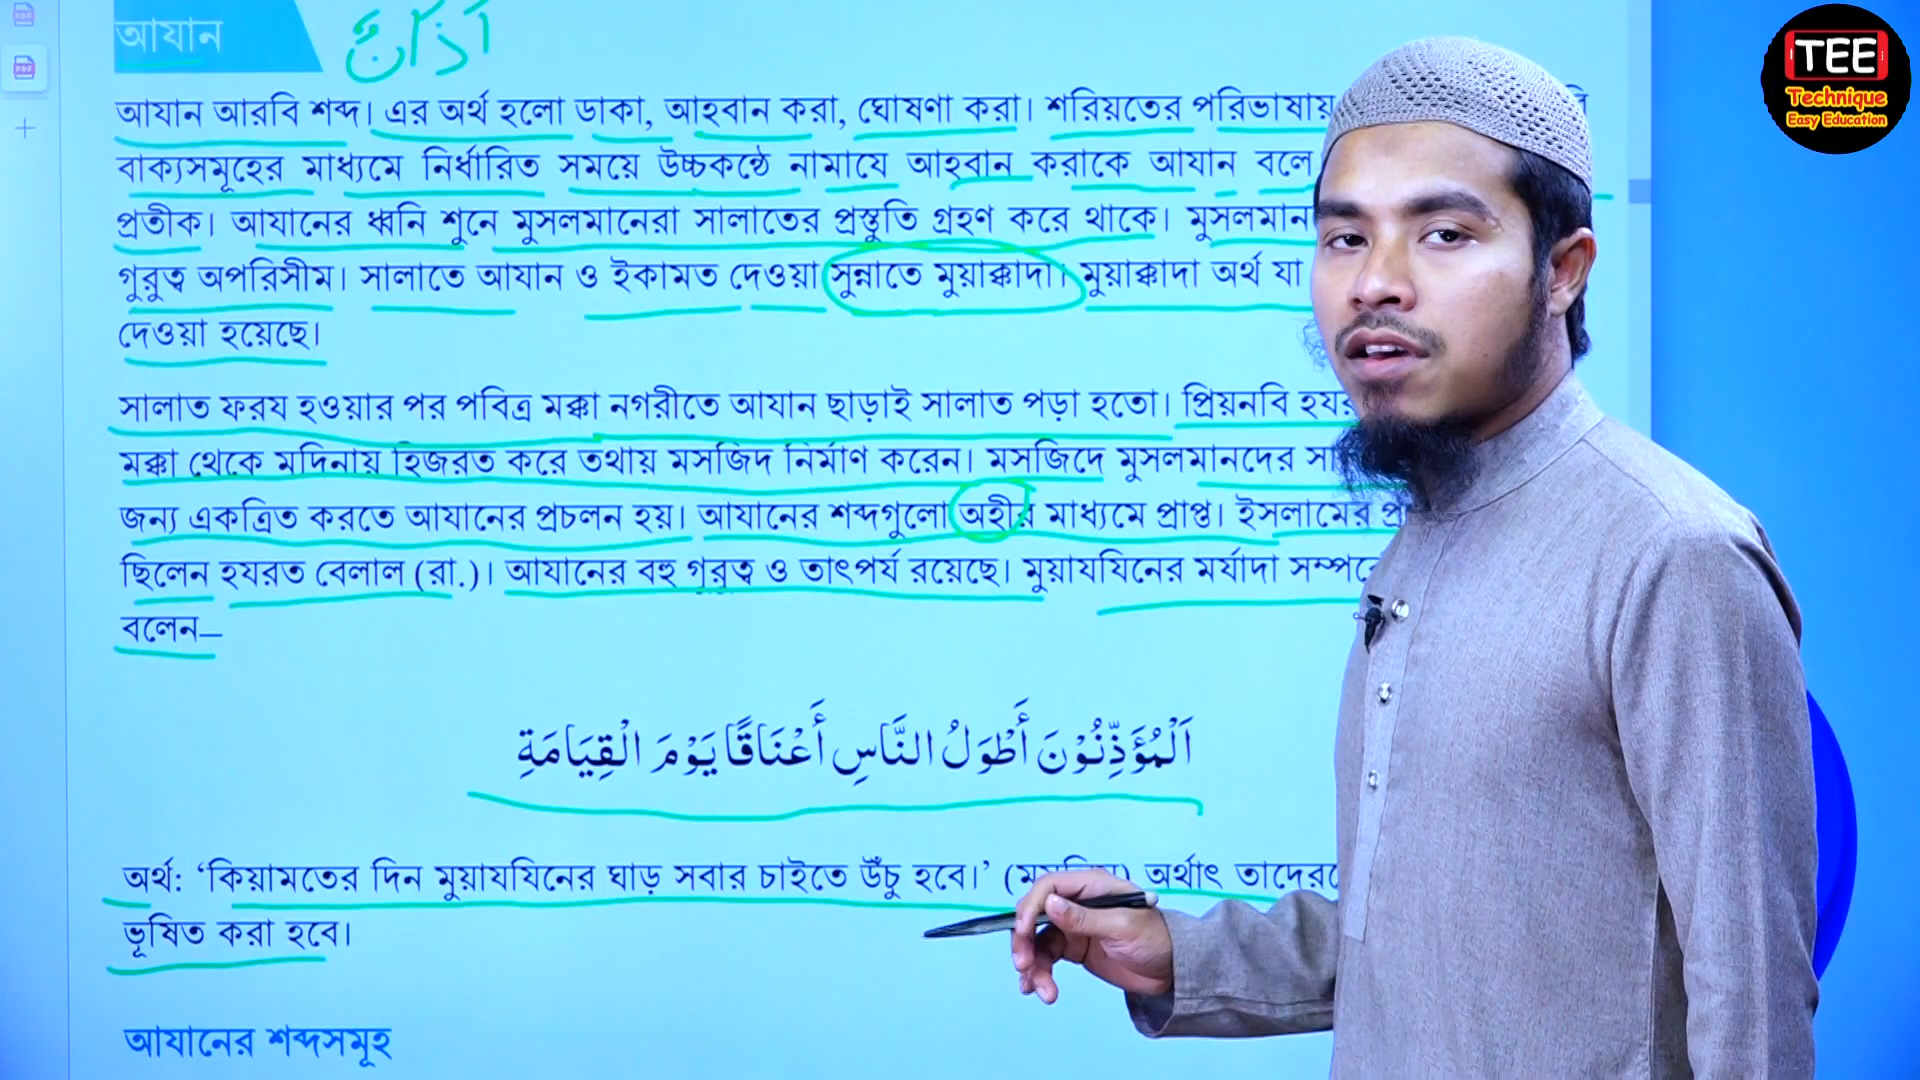 আযান
TEE
Technique
Easy Education
আযান আরবি শব্দ। এর অর্থ হলো ডাকা, আহবান করা, ঘোষণা করা। শরিয়তের পরিভাষায়
বাক্যসমূহের মাধ্যমে নির্ধারিত সময়ে উচ্চকণ্ঠে নামাযে আহবান করাকে আযান বলে
প্রতীক। আযানের ধ্বনি শুনে মুসলমানেরা সালাতের প্রস্তুতি গ্রহণ করে থাকে। মুসলমান
গুরুত্ব অপরিসীম। সালাতে আযান ও ইকামত দেওয়া সুন্নাতে মুয়াক্কাদা। মুয়াক্কাদা অর্থ যা
দেওয়া হয়েছে।
সালাত ফরয হওয়ার পর পবিত্র মক্কা নগরীতে আযান ছাড়াই সালাত পড়া হতো। প্রিয়নবি
মক্কা থেকে মদিনায় হিজরত করে তথায় মসজিদ নির্মাণ করেন। মসজিদে মুসলমানদের
জন্য একত্রিত করতে আযানের প্রচলন হয়। আযানের শব্দগুলো অহীর মাধ্যমে প্রাপ্ত। ইসলামের
ছিলেন হযরত বেলাল (রা.)। আযানের বহু গুরুত্ব ও তাৎপর্য রয়েছে। মুয়াযযিনের মর্যাদা
বলেন–
اَلْمُؤَذِّنُوْنَ أَطْوَلُ النَّاسِ أَعْنَاقًا يَوْمَ الْقِيَامَةِ
অর্থ: ‘কিয়ামতের দিন মুয়াযযিনের ঘাড় সবার চাইতে উঁচু হবে।’ অর্থাৎ
ভূষিত করা হবে।
আযানের শব্দসমূহ